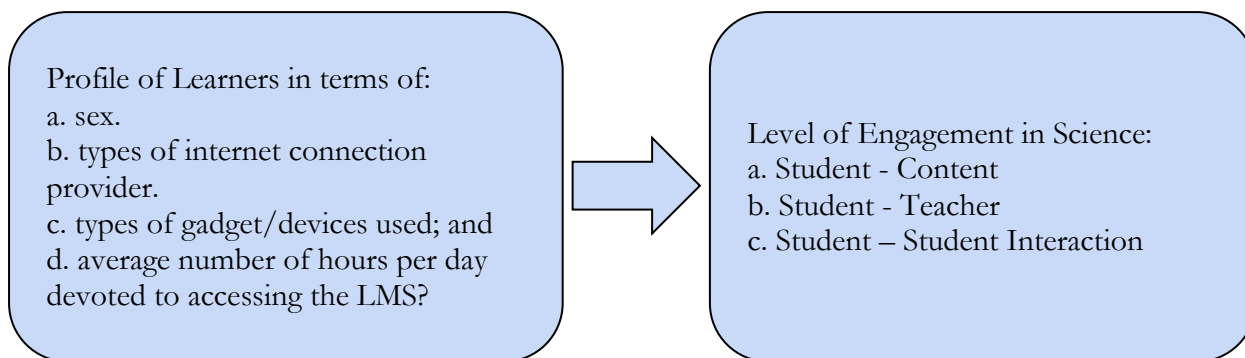 Profile of Learners in terms of:
a. sex.
b. types of internet connection
provider.
c. types of gadget/devices used; and
d. average number of hours per day
devoted to accessing the LMS?
Level of Engagement in Science:
a. Student - Content
b. Student - Teacher
c. Student – Student Interaction